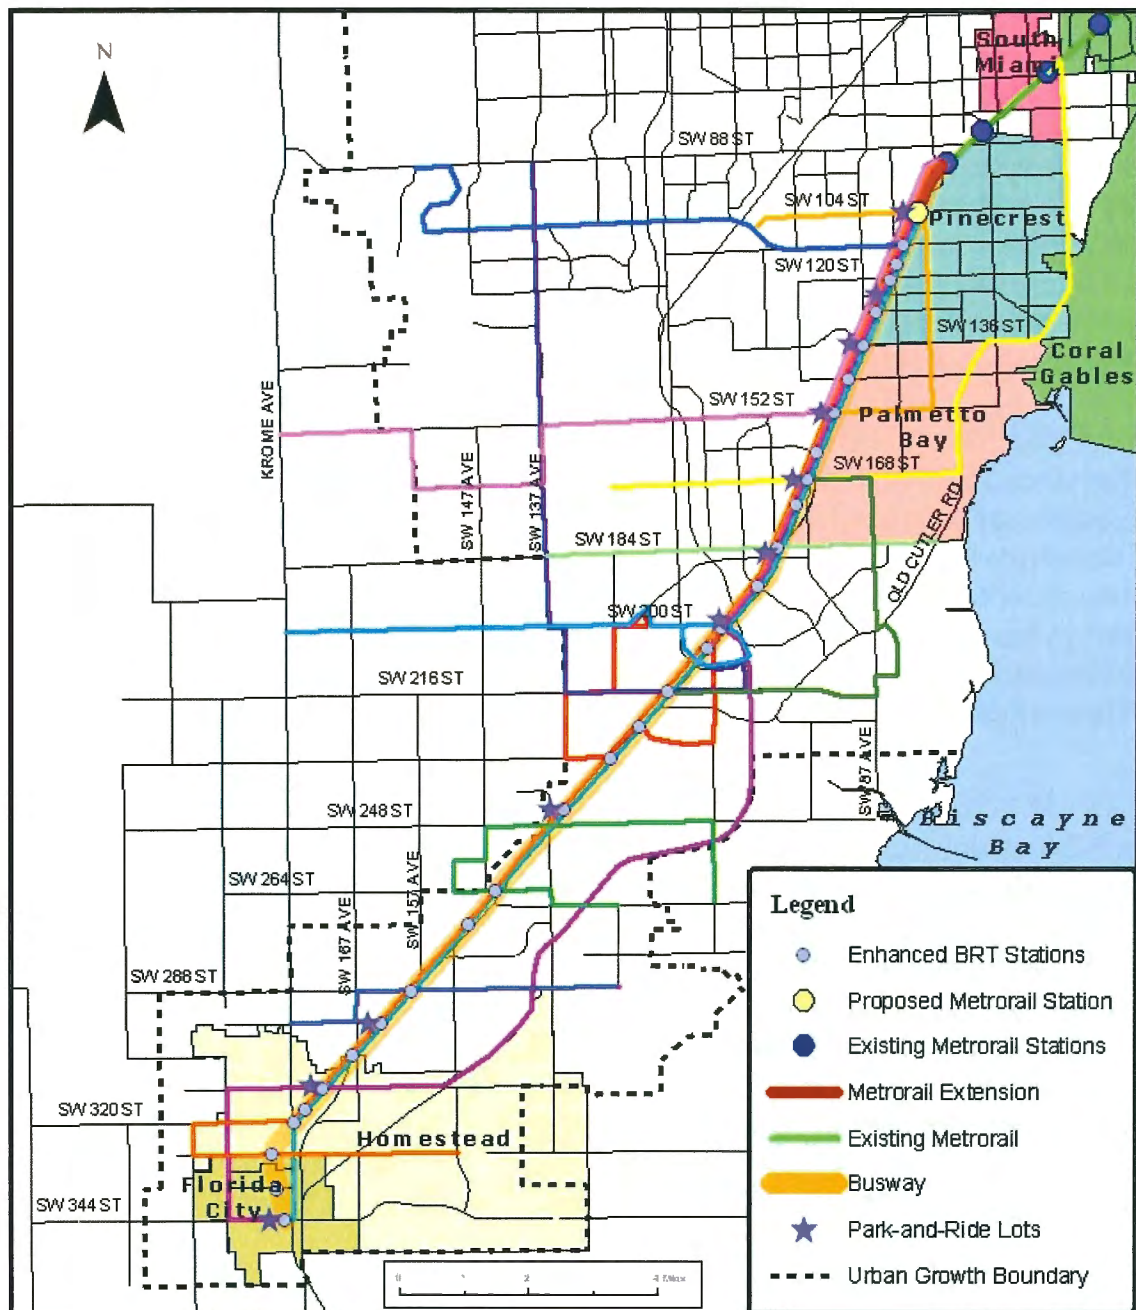 N
South
Miami
SW 88 ST
SW 104 ST
Pinecrest
SW 120 ST
SW 136 ST
Coral
Gables
KROME AVE
SW 152 ST
Palmetto
Bay
SW 147 AVE
SW 137 AVE
SW 168 ST
OLD CUTLER RD
SW 184 ST
SW 200 ST
SW 216 ST
SW 87 AVE
SW 248 ST
Biscayne
Bay
SW 264 ST
SW 157 AVE
SW 167 AVE
SW 288 ST
SW 320 ST
Homestead
Florida
City
SW 344 ST
0 1 2 4 Miles
Legend
Enhanced BRT Stations
Proposed Metrorail Station
Existing Metrorail Stations
Metrorail Extension
Existing Metrorail
Busway
Park-and-Ride Lots
Urban Growth Boundary